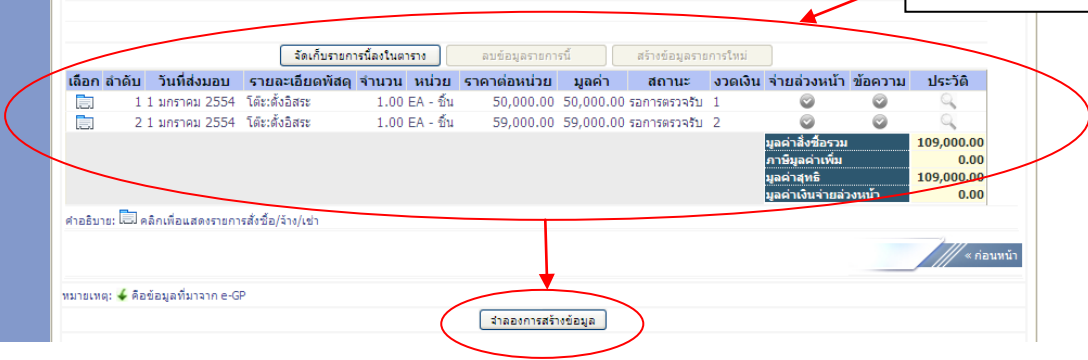 จัดเก็บรายการนี้ลงในตาราง ลบข้อมูลรายการนี้ สร้างข้อมูลรายการใหม่
เลือก ลำดับ วันที่ส่งมอบ รายละเอียดพัสดุ จำนวน หน่วย ราคาต่อหน่วย มูลค่า สถานะ งวดเงิน จ่ายล่วงหน้า ข้อความ ประวัติ
1 1 มกราคม 2554 โต๊ะ:ตั้งอิสระ 1.00 EA - ชิ้น 50,000.00 50,000.00 รอการตรวจรับ 1
2 1 มกราคม 2554 โต๊ะ:ตั้งอิสระ 1.00 EA - ชิ้น 59,000.00 59,000.00 รอการตรวจรับ 2
มูลค่าสั่งซื้อรวม 109,000.00
ภาษีมูลค่าเพิ่ม 0.00
มูลค่าสุทธิ 109,000.00
มูลค่าเงินจ่ายล่วงหน้า 0.00
คำอธิบาย: คลิกเพื่อแสดงรายการสั่งซื้อ/จ้าง/เช่า
« ก่อนหน้า
หมายเหตุ: คือข้อมูลที่มาจาก e-GP
จำลองการสร้างข้อมูล